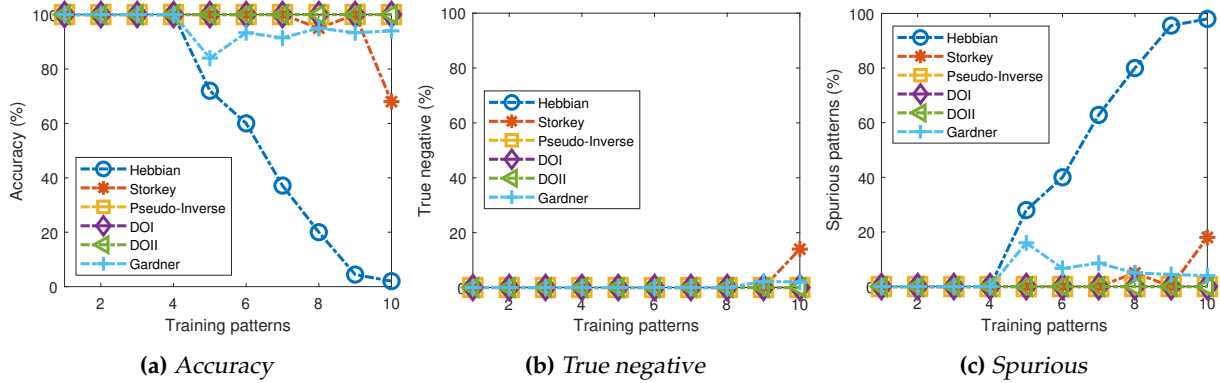 100
80
60
40
20
0
Accuracy (%)
Hebbian
Storkey
Pseudo-Inverse
DOI
DOII
Gardner
2 4 6 8 10
Training patterns
(a) Accuracy
100
80
60
40
20
0
True negative (%)
Hebbian
Storkey
Pseudo-Inverse
DOI
DOII
Gardner
2 4 6 8 10
Training patterns
(b) True negative
100
80
60
40
20
0
Spurious patterns (%)
Hebbian
Storkey
Pseudo-Inverse
DOI
DOII
Gardner
2 4 6 8 10
Training patterns
(c) Spurious